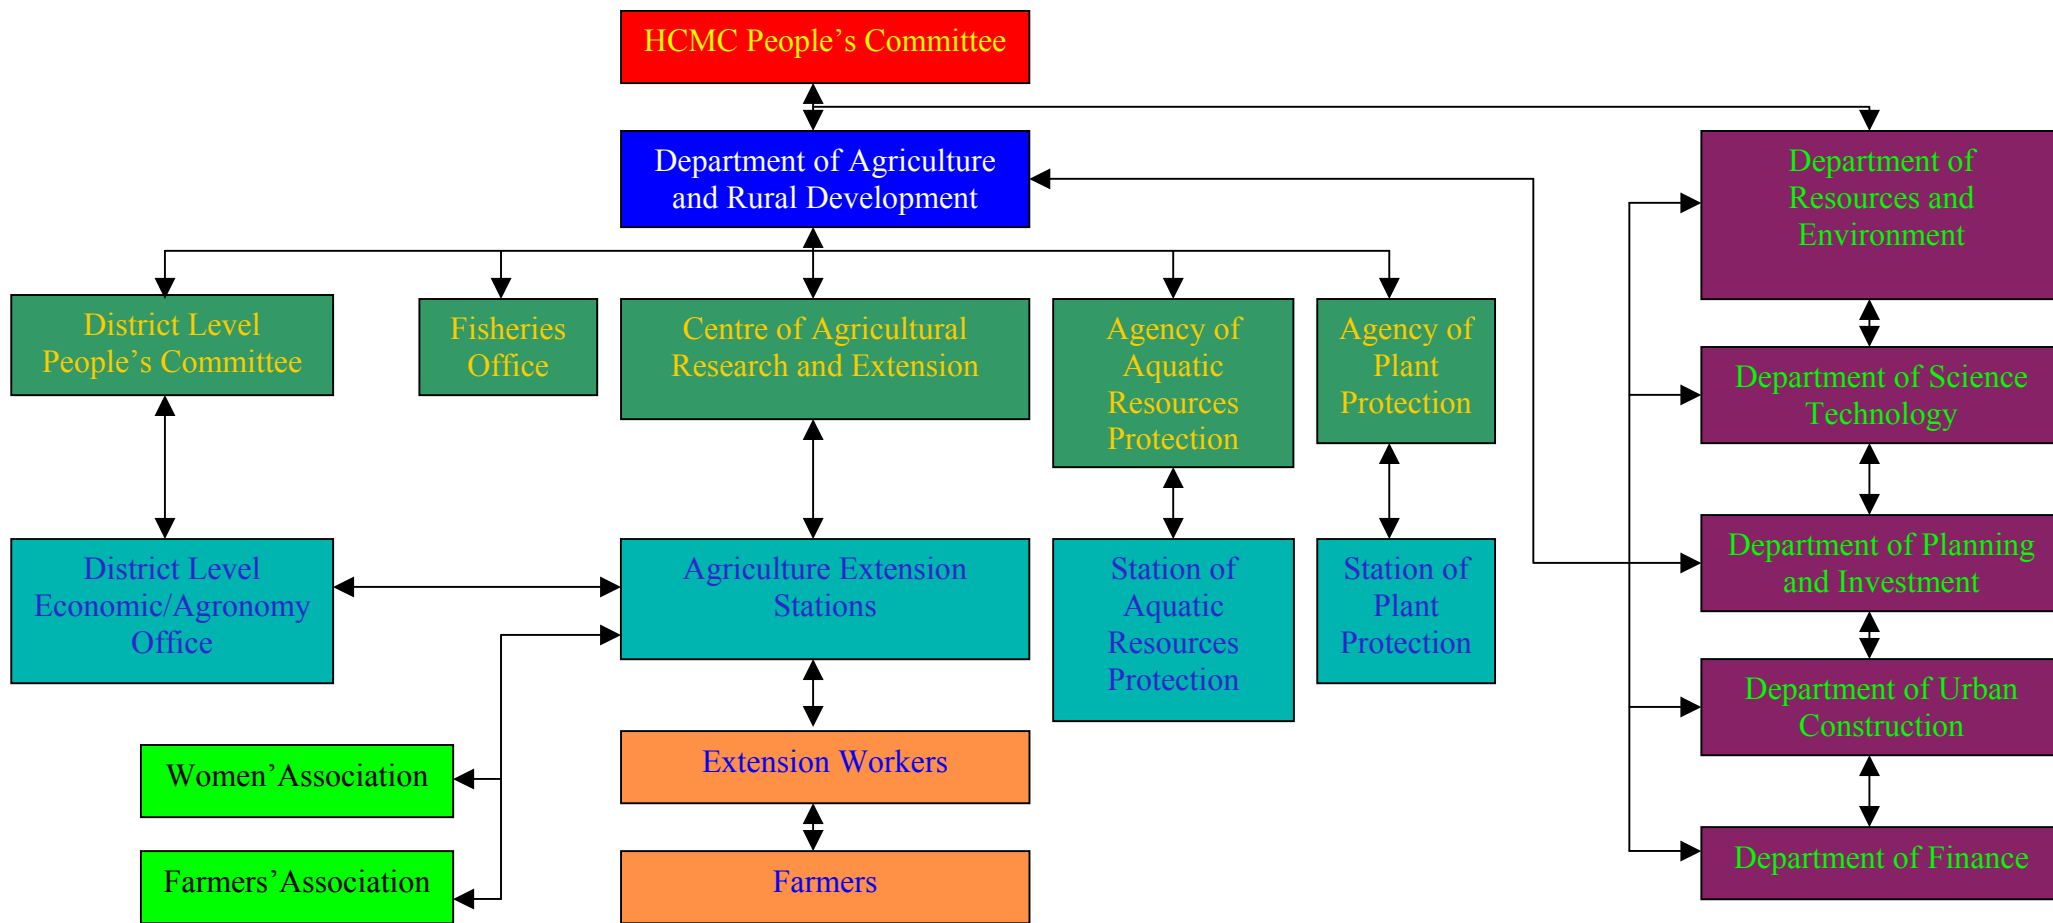 HCMC People’s Committee
Department of Agriculture
and Rural Development
Department of
Resources and
Environment
District Level
People’s Committee
Fisheries
Office
Centre of Agricultural
Research and Extension
Agency of
Aquatic
Resources
Protection
Agency of
Plant
Protection
Department of Science
Technology
Department of Planning
and Investment
District Level
Economic/Agronomy
Office
Agriculture Extension
Stations
Station of
Aquatic
Resources
Protection
Station of
Plant
Protection
Department of Urban
Construction
Women’Association
Extension Workers
Farmers’Association
Farmers
Department of Finance